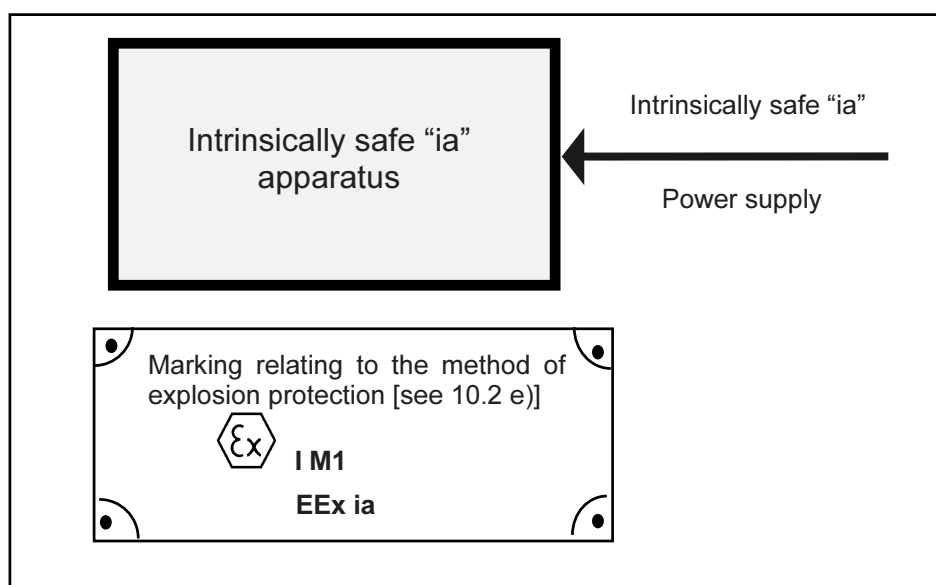 Intrinsically safe “ia”
apparatus
Intrinsically safe “ia”
Power supply
Marking relating to the method of
explosion protection [see 10.2 e)]
Ɛx I M1
EEx ia